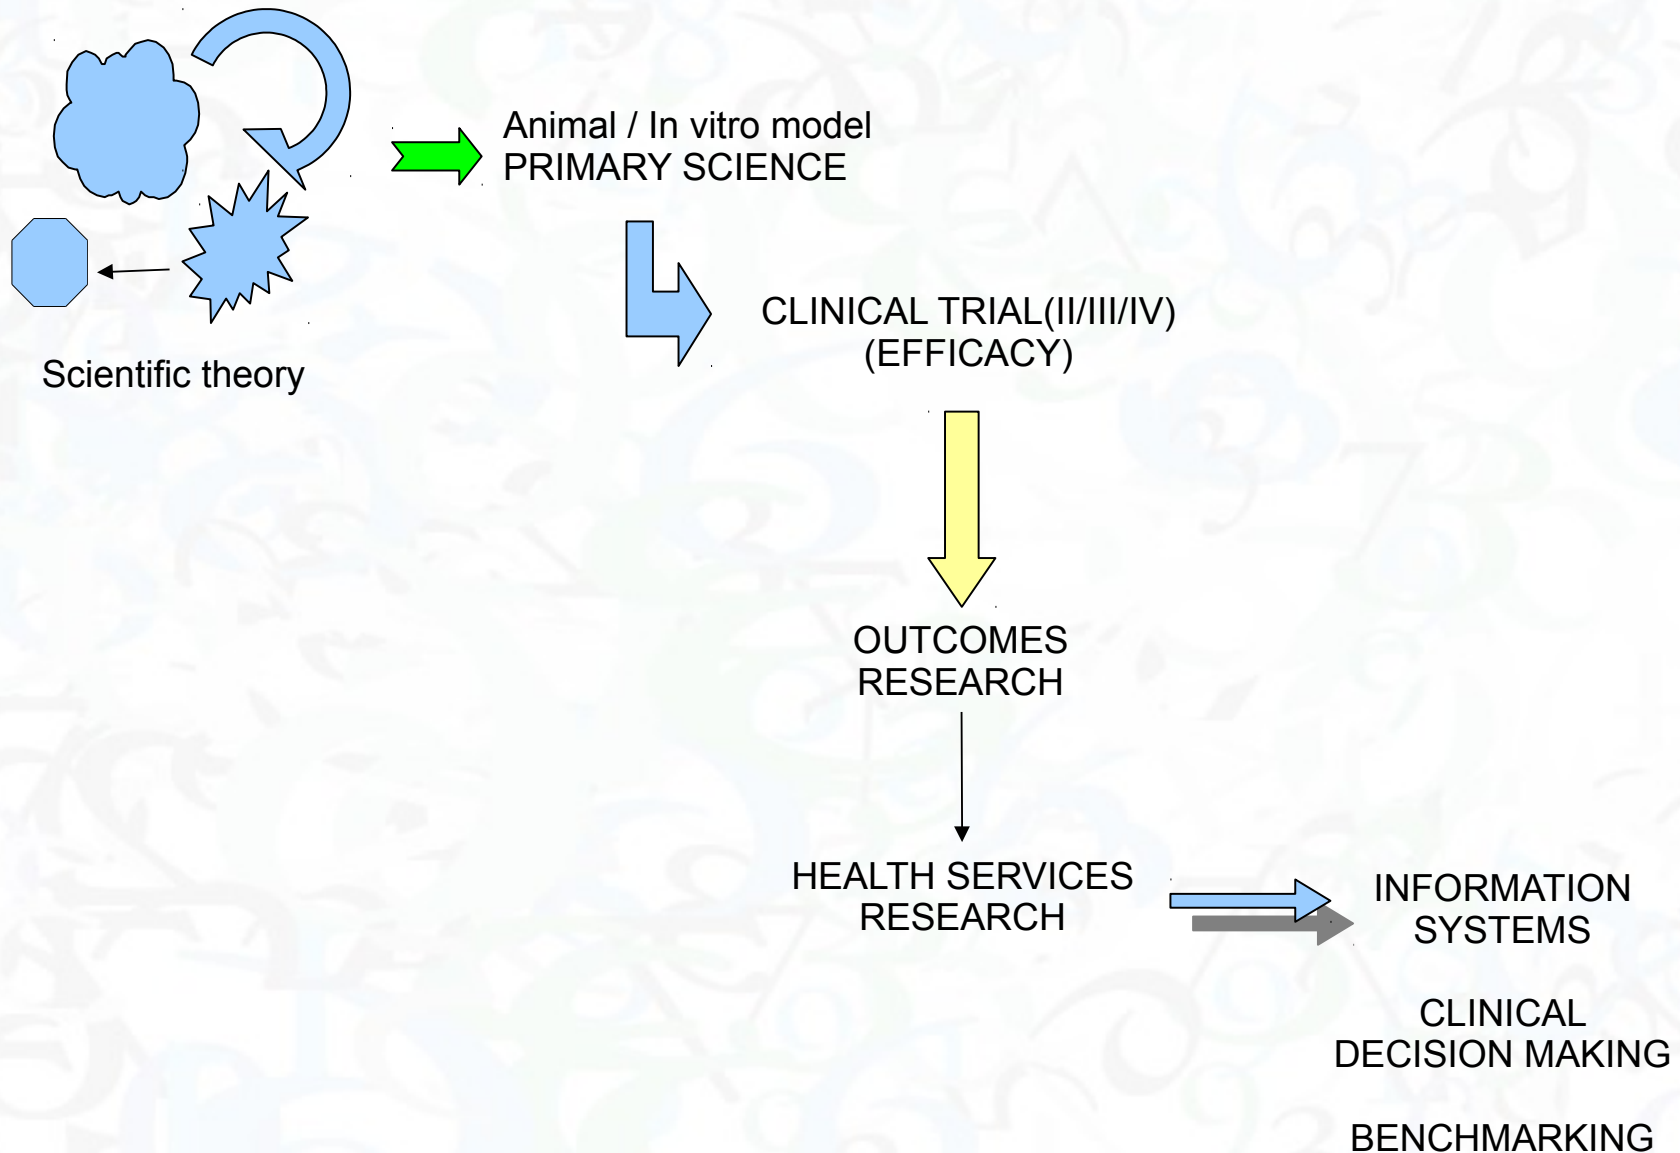 Animal / In vitro model
PRIMARY SCIENCE
CLINICAL TRIAL(II/III/IV)
(EFFICACY)
Scientific theory
OUTCOMES
RESEARCH
HEALTH SERVICES
RESEARCH
INFORMATION
SYSTEMS
CLINICAL
DECISION MAKING
BENCHMARKING